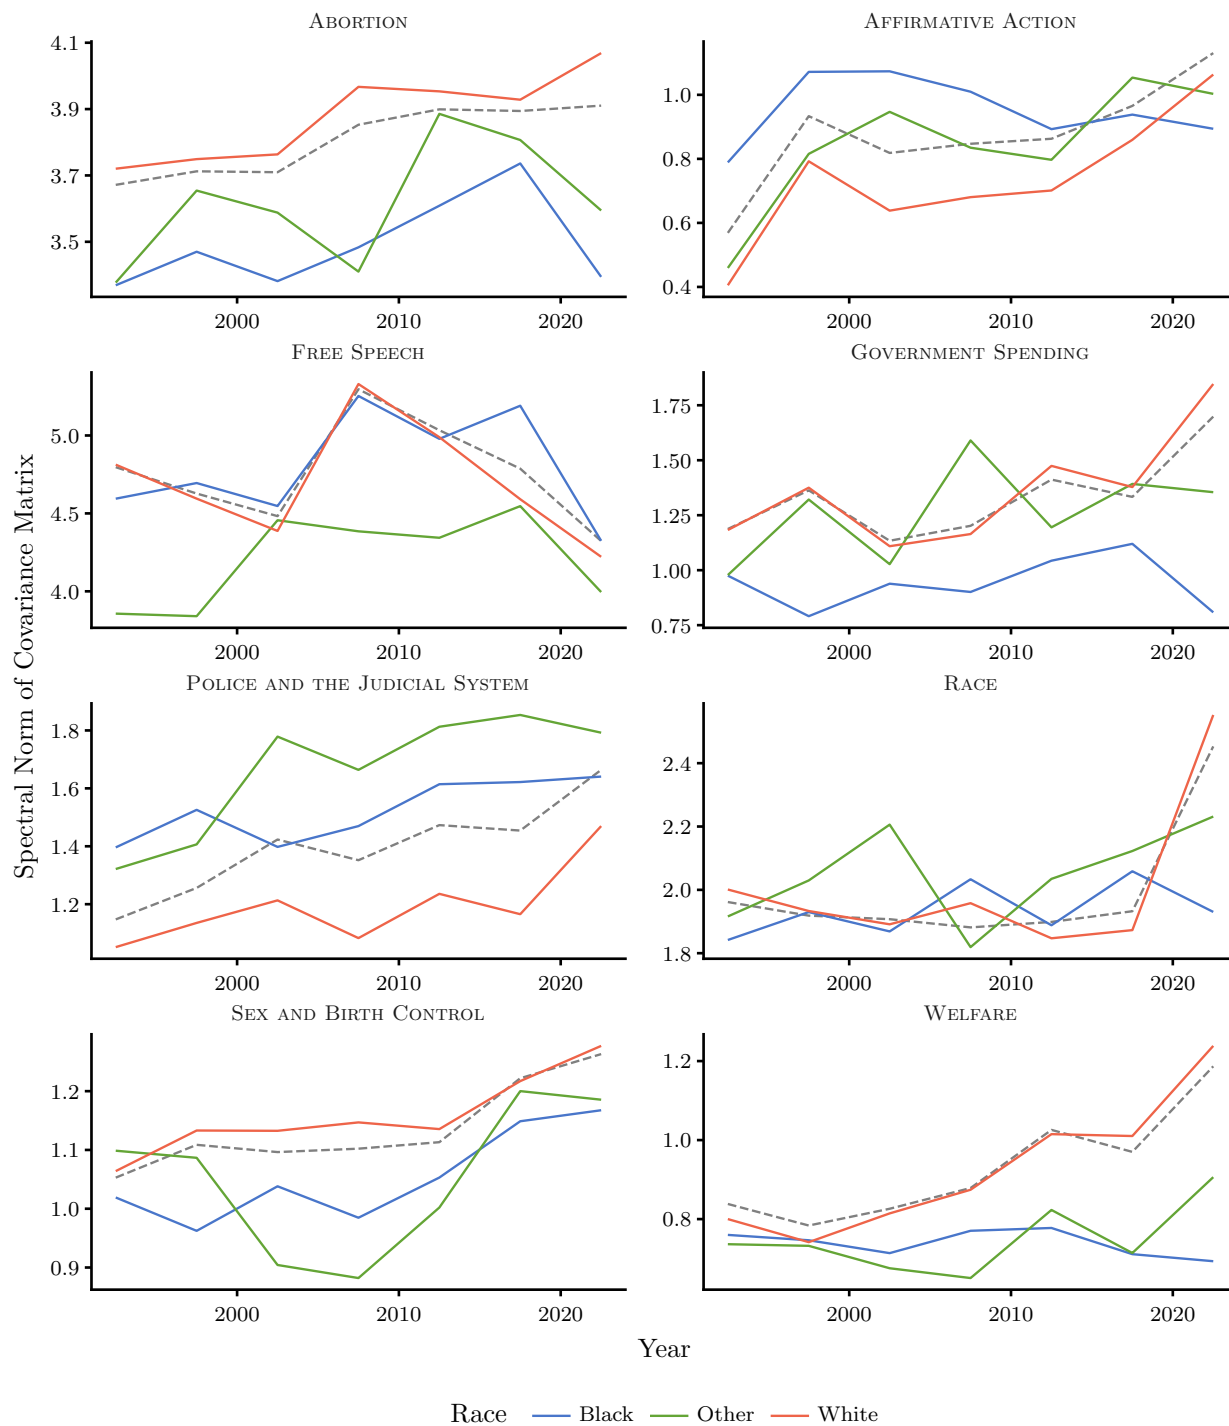 ABORTION
AFFIRMATIVE ACTION
4.1
3.9
3.7
3.5
2000 2010 2020
1.0
0.8
0.6
0.4
2000 2010 2020
FREE SPEECH
GOVERNMENT SPENDING
5.0
4.5
4.0
2000 2010 2020
1.75
1.50
1.25
1.00
0.75
2000 2010 2020
Spectral Norm of Covariance Matrix
POLICE AND THE JUDICIAL SYSTEM
RACE
1.8
1.6
1.4
1.2
2000 2010 2020
2.4
2.2
2.0
1.8
2000 2010 2020
SEX AND BIRTH CONTROL
WELFARE
1.2
1.1
1.0
0.9
2000 2010 2020
1.2
1.0
0.8
2000 2010 2020
Year
Race Black Other White